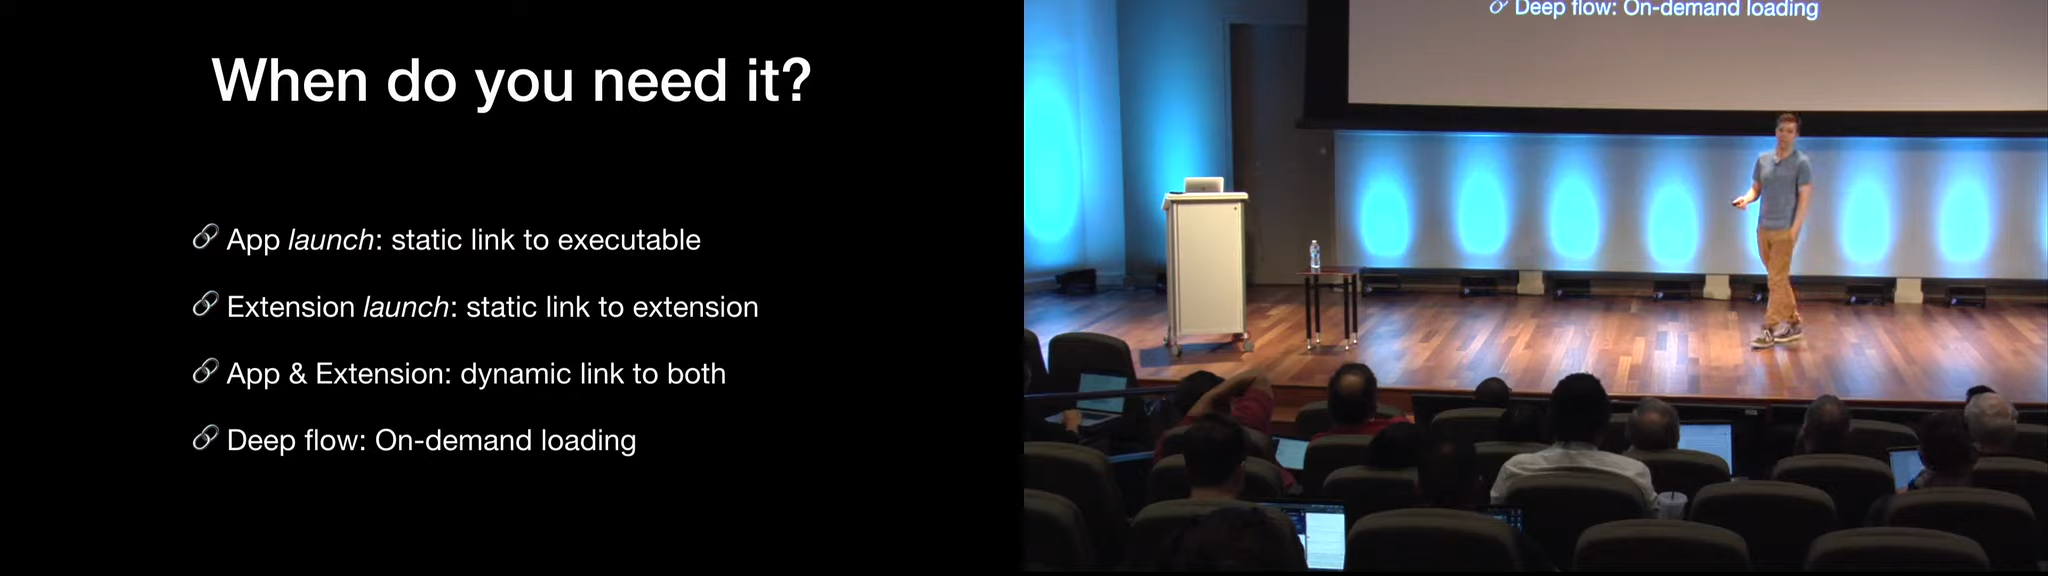 When do you need it?
App launch: static link to executable
Extension launch: static link to extension
App & Extension: dynamic link to both
Deep flow: On-demand loading
Deep flow: On-demand loading